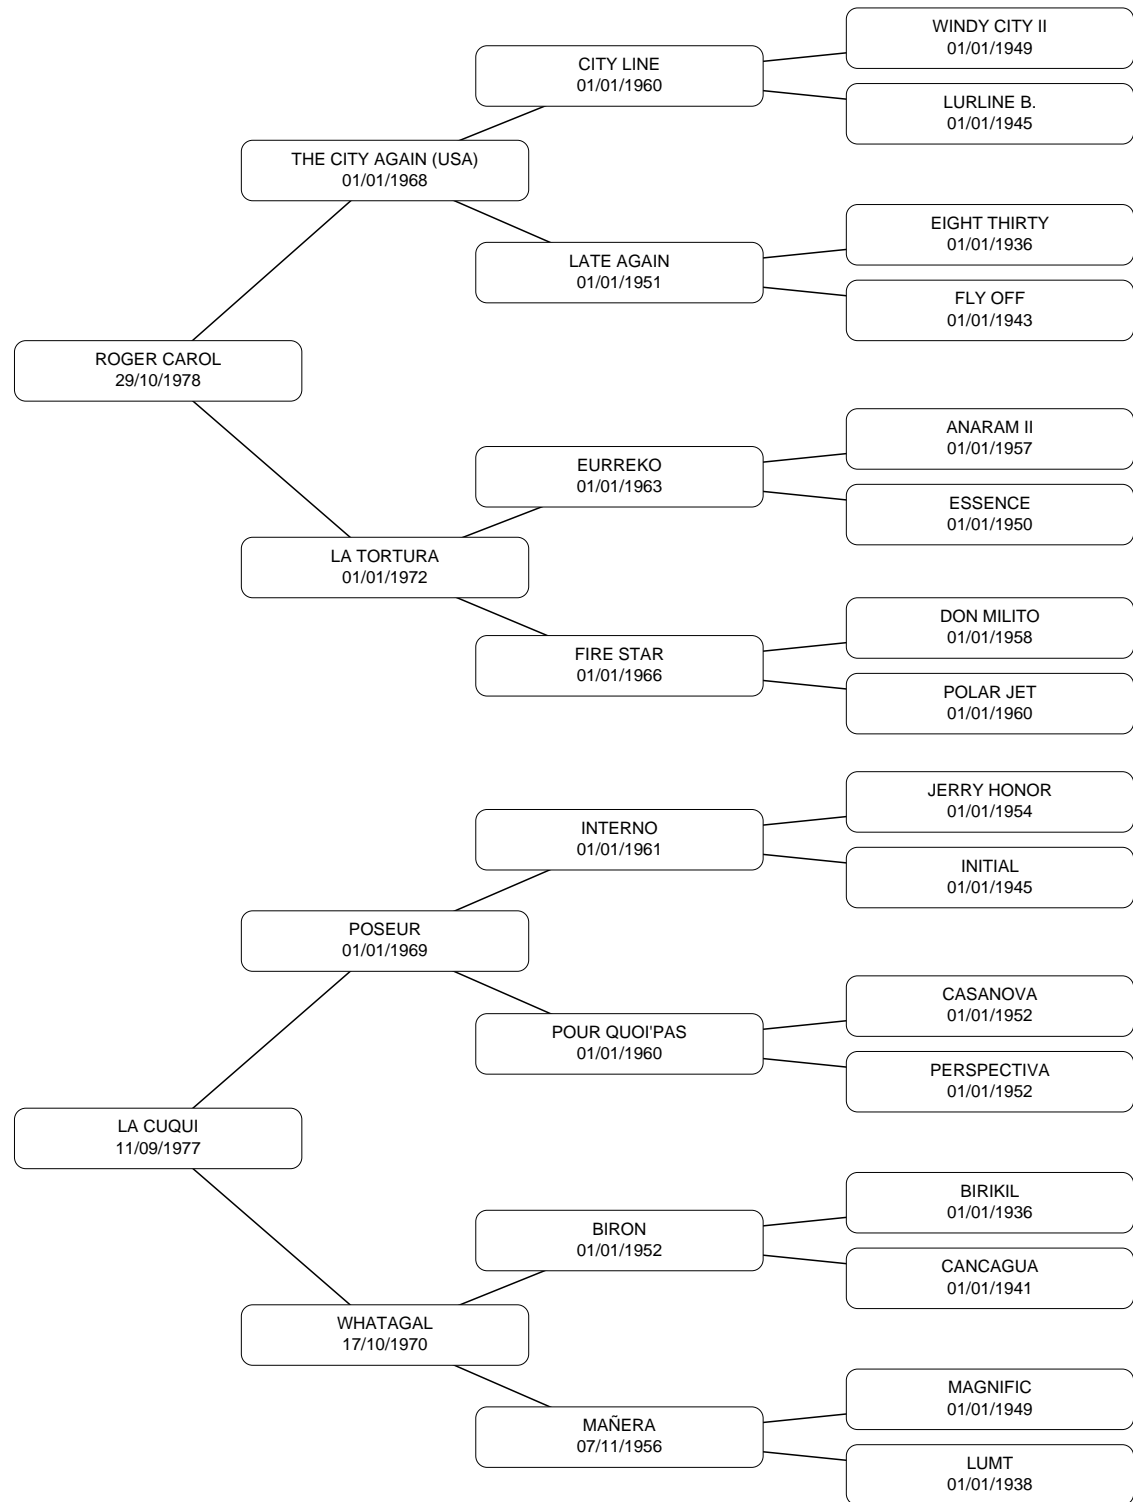 WINDY CITY II
01/01/1949
CITY LINE
01/01/1960
LURLINE B.
01/01/1945
THE CITY AGAIN (USA)
01/01/1968
EIGHT THIRTY
01/01/1936
LATE AGAIN
01/01/1951
FLY OFF
01/01/1943
ROGER CAROL
29/10/1978
ANARAM II
01/01/1957
EURREKO
01/01/1963
ESSENCE
01/01/1950
LA TORTURA
01/01/1972
DON MILITO
01/01/1958
FIRE STAR
01/01/1966
POLAR JET
01/01/1960
JERRY HONOR
01/01/1954
INTERNO
01/01/1961
INITIAL
01/01/1945
POSEUR
01/01/1969
CASANOVA
01/01/1952
POUR QUOI'PAS
01/01/1960
PERSPECTIVA
01/01/1952
LA CUQUI
11/09/1977
BIRIKIL
01/01/1936
BIRON
01/01/1952
CANCAGUA
01/01/1941
WHATAGAL
17/10/1970
MAGNIFIC
01/01/1949
MAÑERA
07/11/1956
LUMT
01/01/1938